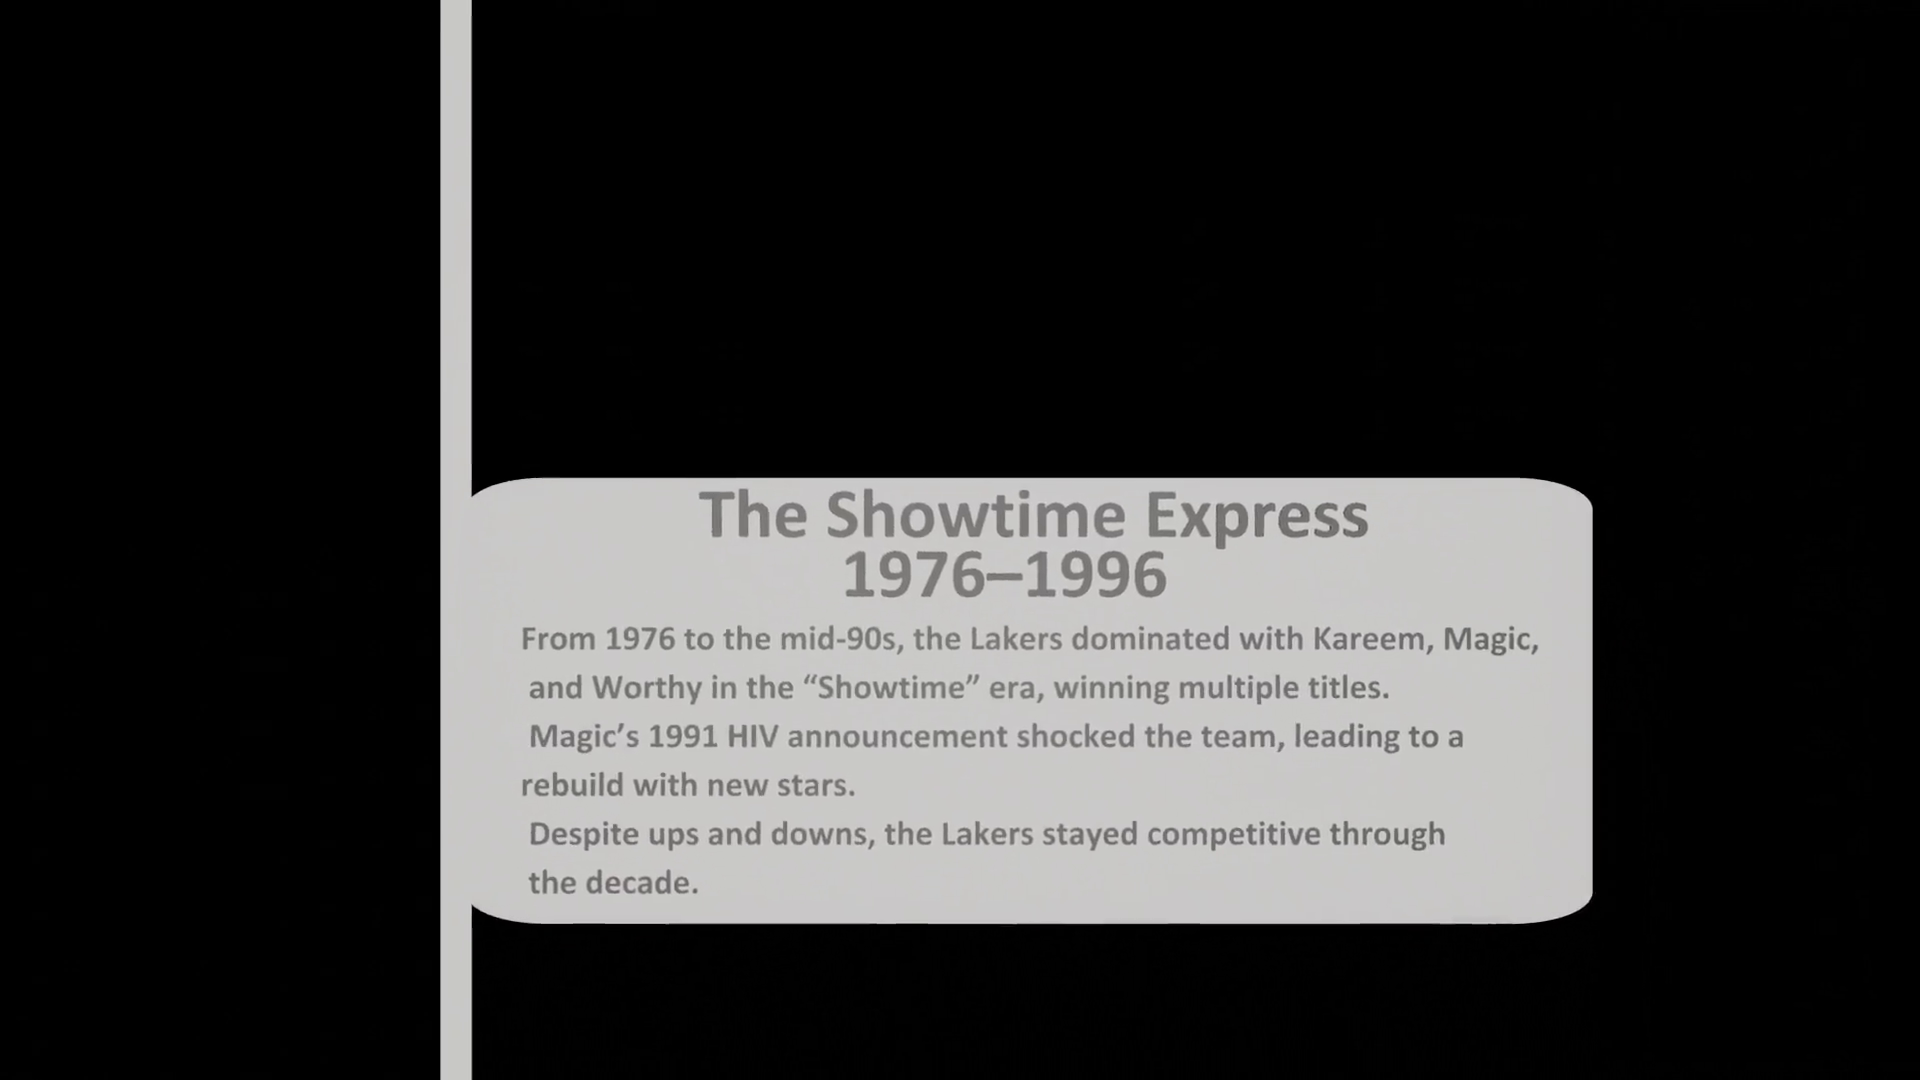 The Showtime Express
1976–1996
From 1976 to the mid-90s, the Lakers dominated with Kareem, Magic,
and Worthy in the “Showtime” era, winning multiple titles.
Magic’s 1991 HIV announcement shocked the team, leading to a
rebuild with new stars.
Despite ups and downs, the Lakers stayed competitive through
the decade.